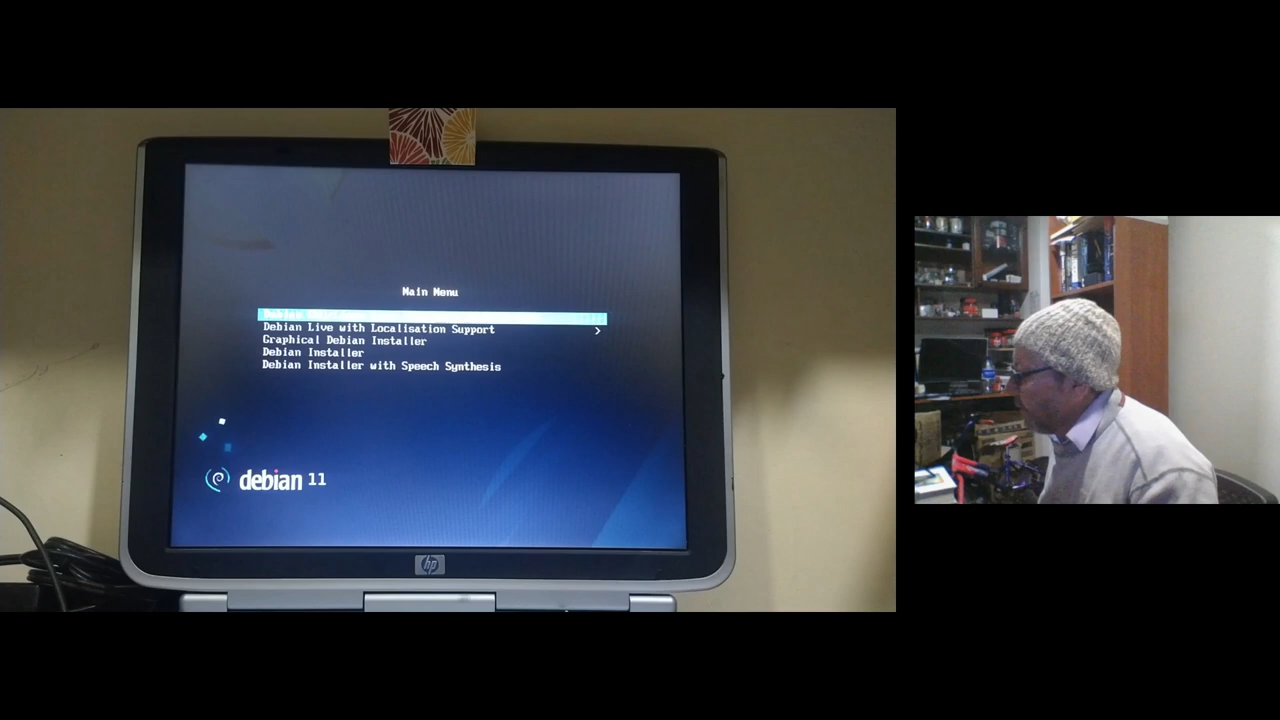 Main Menu
Debian
Debian Live with Localisation Support >
Graphical Debian Installer
Debian Installer
Debian Installer with Speech Synthesis
debian 11
hp